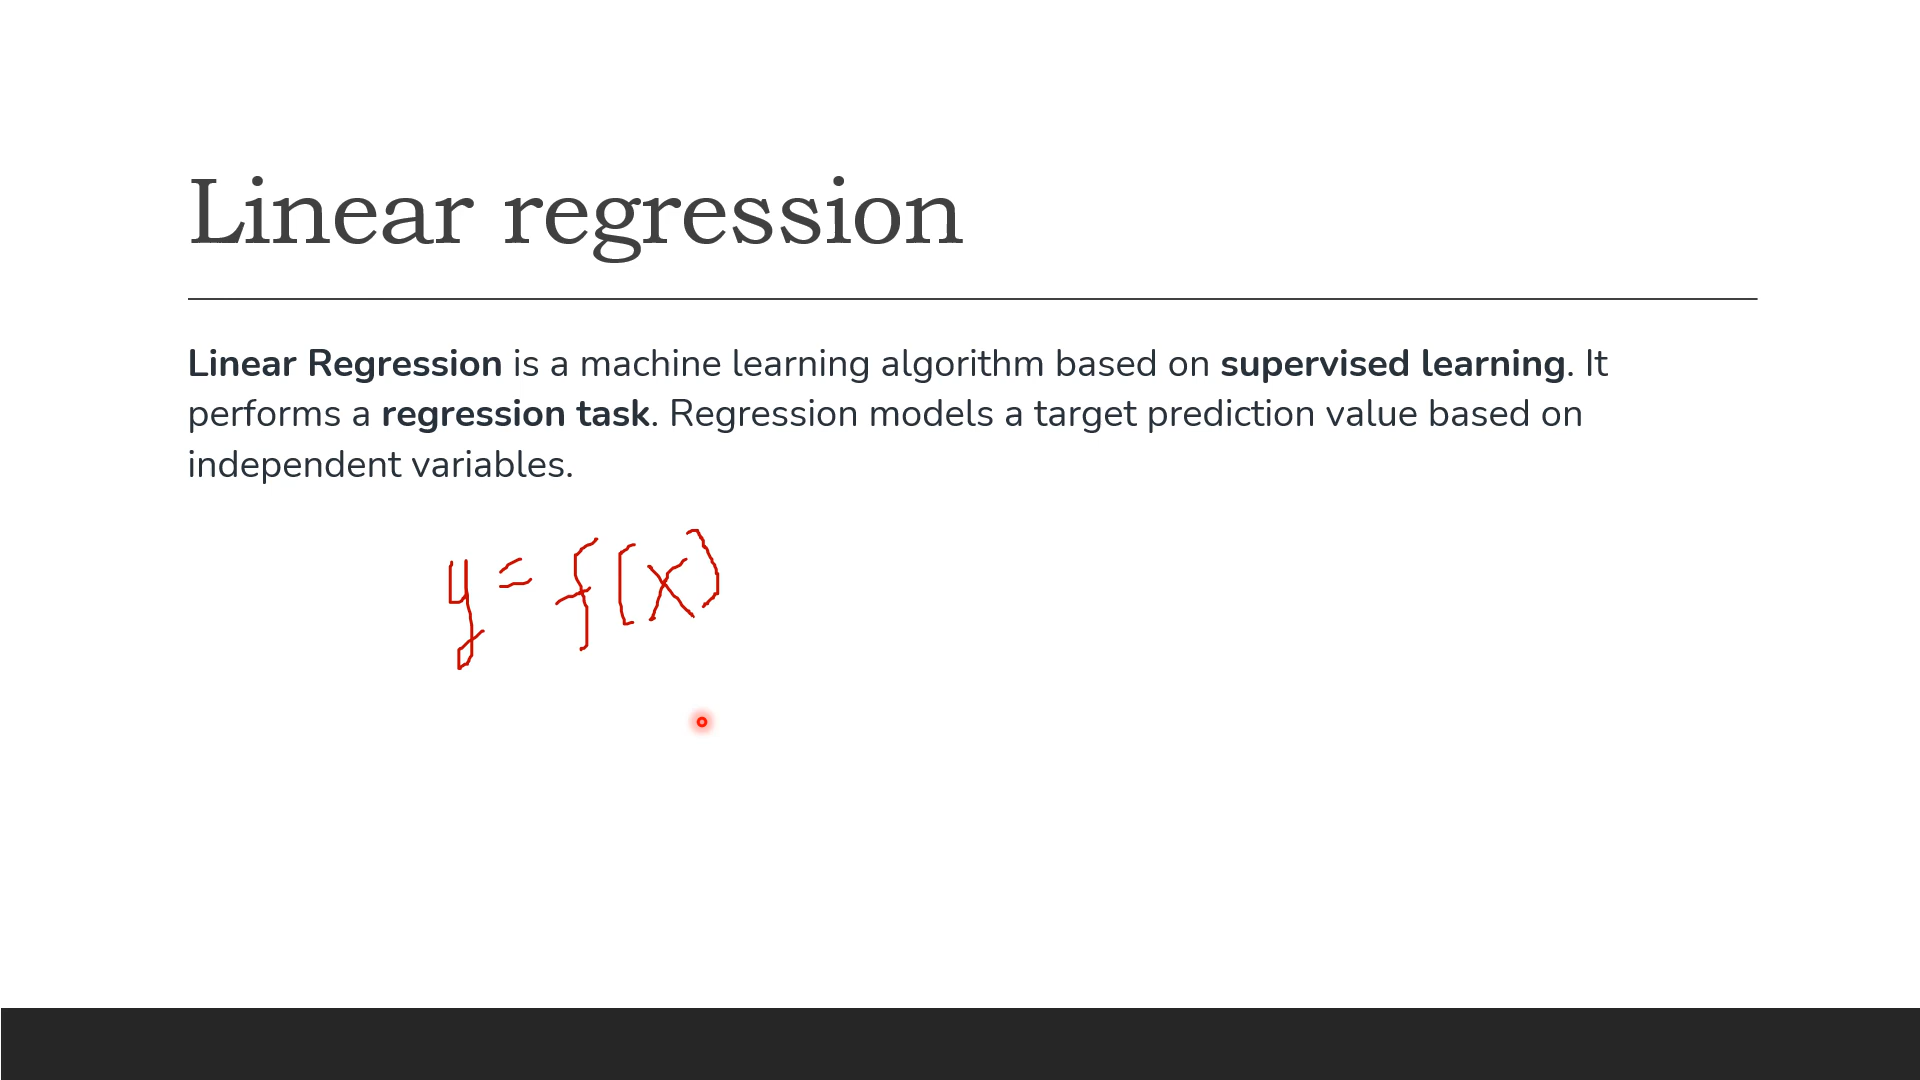 Linear regression
Linear Regression is a machine learning algorithm based on supervised learning. It
performs a regression task. Regression models a target prediction value based on
independent variables.
y = f(x)